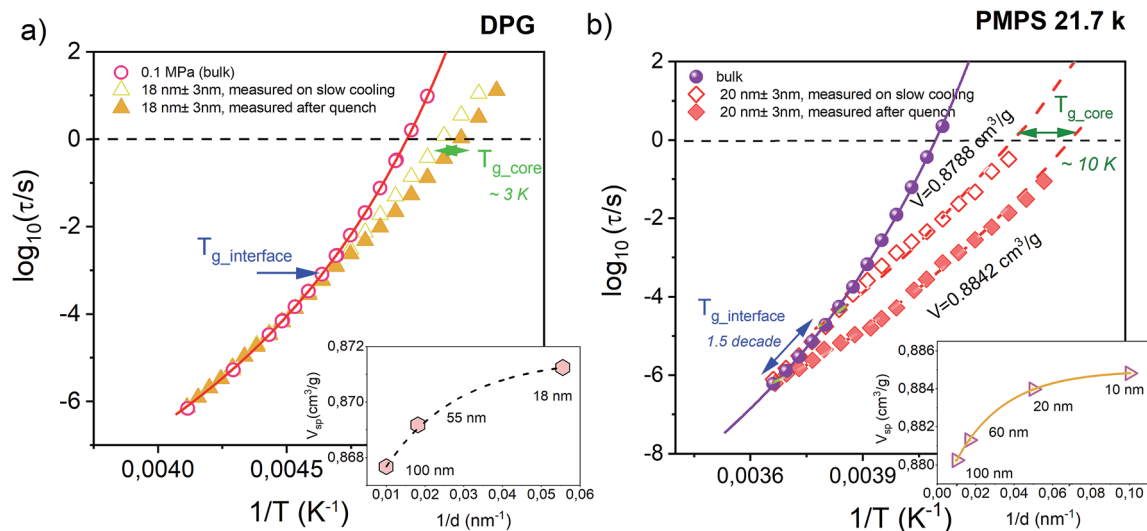 a)
DPG
0.1 MPa (bulk)
18 nm± 3nm, measured on slow cooling
18 nm± 3nm, measured after quench
T g_core
~ 3 K
T g_interface
log10(τ/s)
2
0
-2
-4
-6
0,0040
0,0045
1/T (K-1)
0,872
0,870
0,868
Vsp(cm3/g)
18 nm
55 nm
100 nm
0,01 0,02 0,03 0,04 0,05 0,06
1/d (nm-1)
b)
PMPS 21.7 k
bulk
20 nm± 3nm, measured on slow cooling
20 nm± 3nm, measured after quench
T g_core
~ 10 K
V=0.8788 cm3/g
V=0.8842 cm3/g
T g_interface
1.5 decade
log10(τ/s)
2
0
-2
-4
-6
-8
0,0036
0,0039
1/T (K-1)
0,886
0,884
0,882
0,880
Vsp(cm3/g)
10 nm
20 nm
60 nm
100 nm
0,00 0,02 0,04 0,06 0,08 0,10
1/d (nm-1)